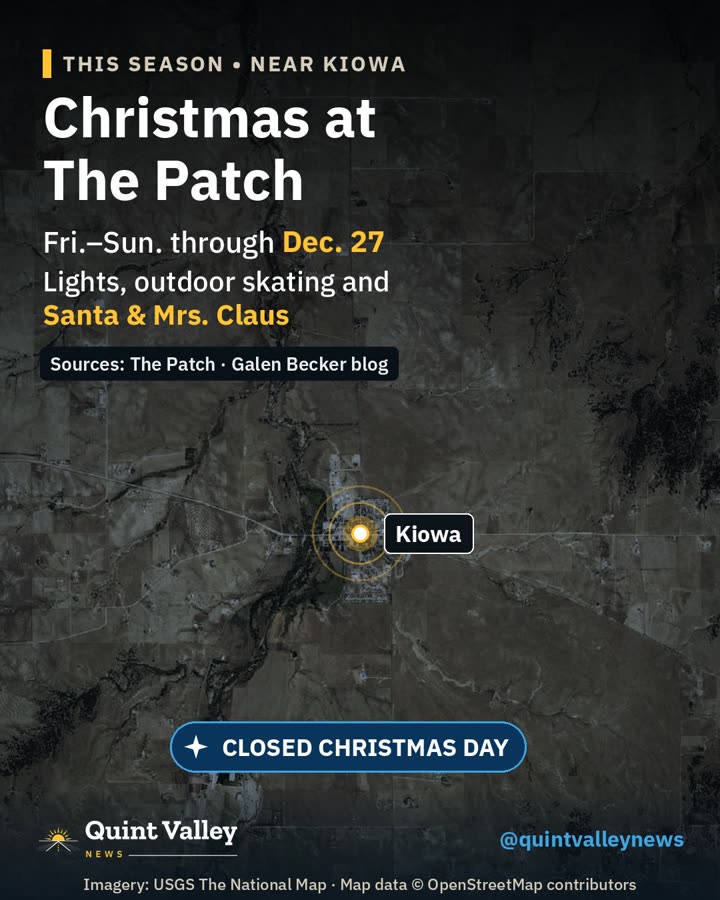 THIS SEASON • NEAR KIOWA
Christmas at
The Patch
Fri.–Sun. through Dec. 27
Lights, outdoor skating and
Santa & Mrs. Claus
Sources: The Patch · Galen Becker blog
Kiowa
CLOSED CHRISTMAS DAY
Quint Valley
NEWS
@quintvalleynews
Imagery: USGS The National Map · Map data © OpenStreetMap contributors